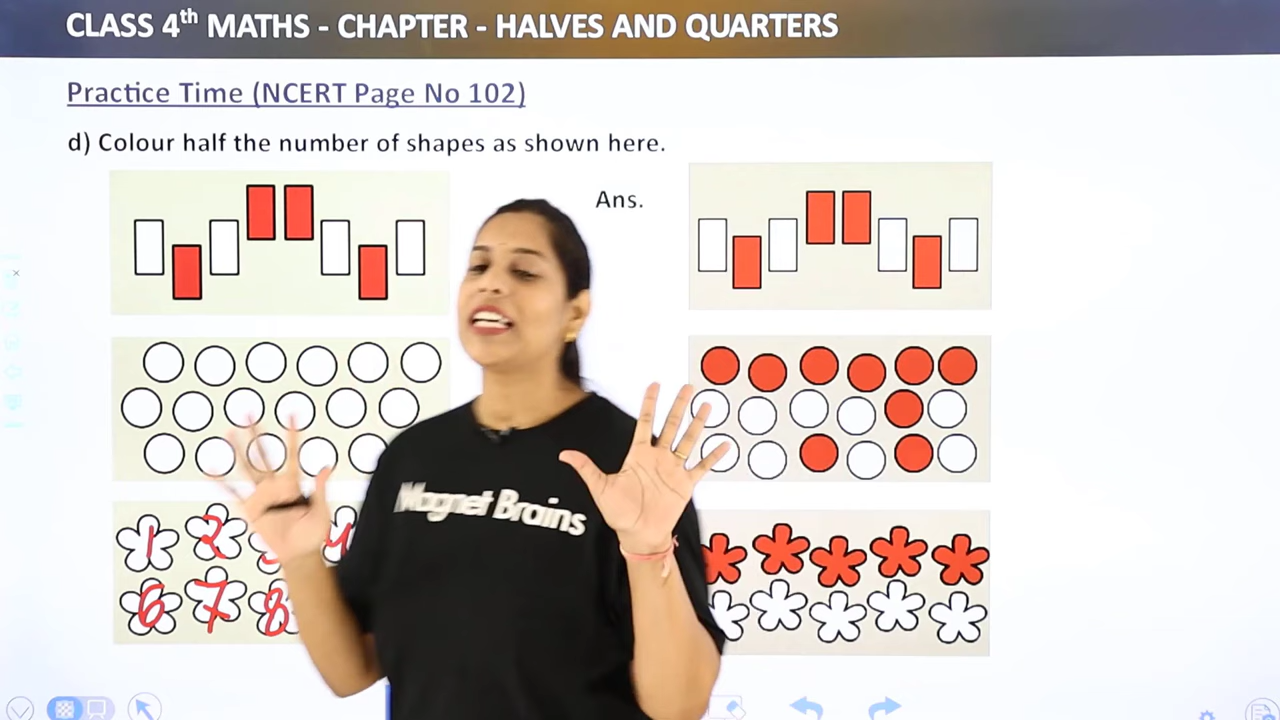 CLASS 4th MATHS - CHAPTER - HALVES AND QUARTERS
Practice Time (NCERT Page No 102)
d) Colour half the number of shapes as shown here.
Ans.
Magnet Brains
1 2
6 7 8